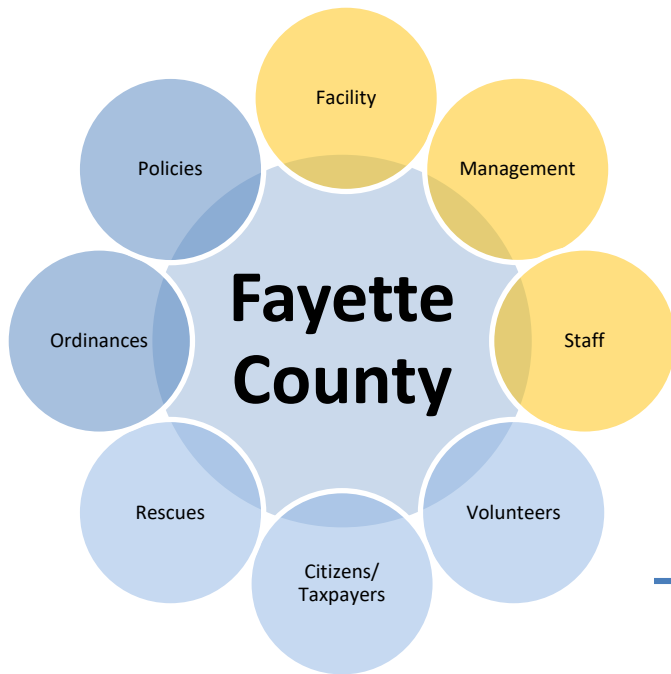 Facility
Policies
Management
Fayette
County
Ordinances
Staff
Rescues
Volunteers
Citizens/
Taxpayers